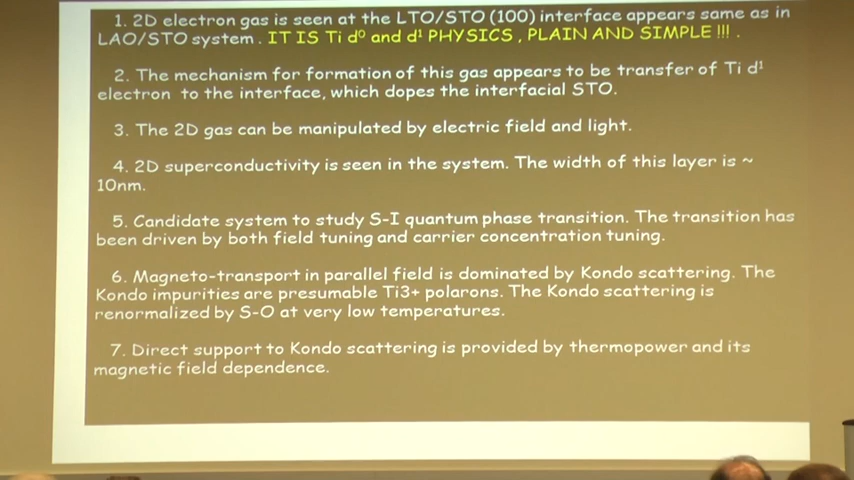 1. 2D electron gas is seen at the LTO/STO (100) interface appears same as in
LAO/STO system. IT IS Ti d⁰ and d¹ PHYSICS , PLAIN AND SIMPLE !!! .
2. The mechanism for formation of this gas appears to be transfer of Ti d¹
electron to the interface, which dopes the interfacial STO.
3. The 2D gas can be manipulated by electric field and light.
4. 2D superconductivity is seen in the system. The width of this layer is ~
10nm.
5. Candidate system to study S-I quantum phase transition. The transition has
been driven by both field tuning and carrier concentration tuning.
6. Magneto-transport in parallel field is dominated by Kondo scattering. The
Kondo impurities are presumable Ti3+ polarons. The Kondo scattering is
renormalized by S-O at very low temperatures.
7. Direct support to Kondo scattering is provided by thermopower and its
magnetic field dependence.